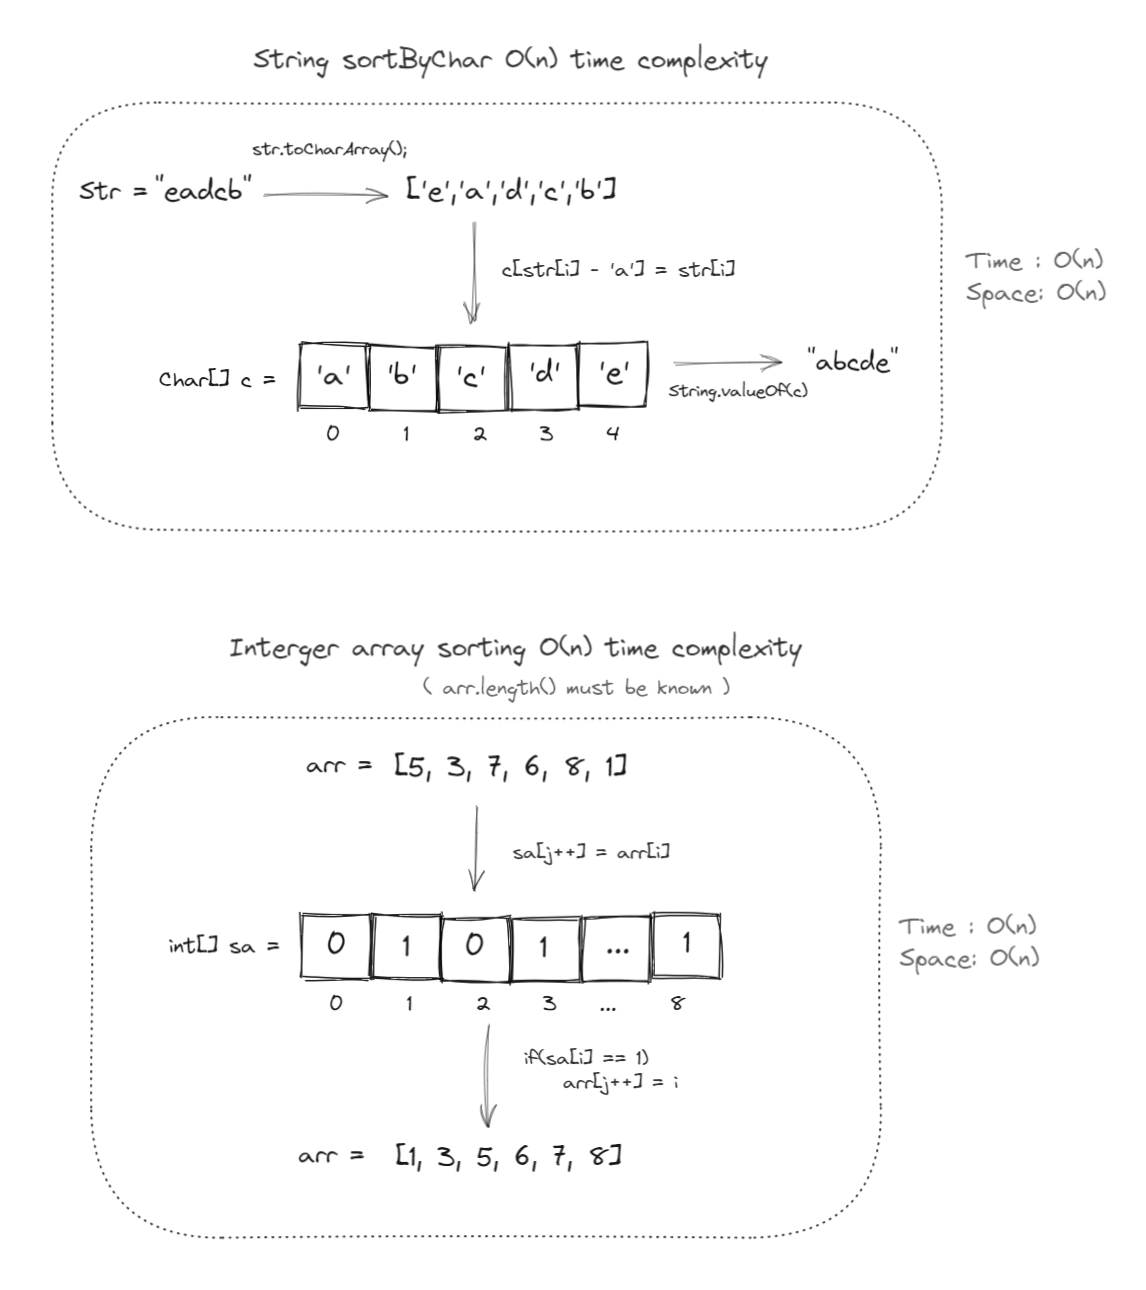 String sortByChar O(n) time complexity
str.toCharArray();
Str = "eadcb"
['e','a','d','c','b']
c[str[i] - 'a'] = str[i]
Time : O(n)
Space: O(n)
Char[] c =
'a' 'b' 'c' 'd' 'e'
0 1 2 3 4
"abcde"
String.valueOf(c)
Interger array sorting O(n) time complexity
( arr.length() must be known )
arr = [5, 3, 7, 6, 8, 1]
sa[j++] = arr[i]
int[] sa =
0 1 0 1 ... 1
0 1 2 3 ... 8
Time : O(n)
Space: O(n)
if(sa[i] == 1)
arr[j++] = i
arr = [1, 3, 5, 6, 7, 8]